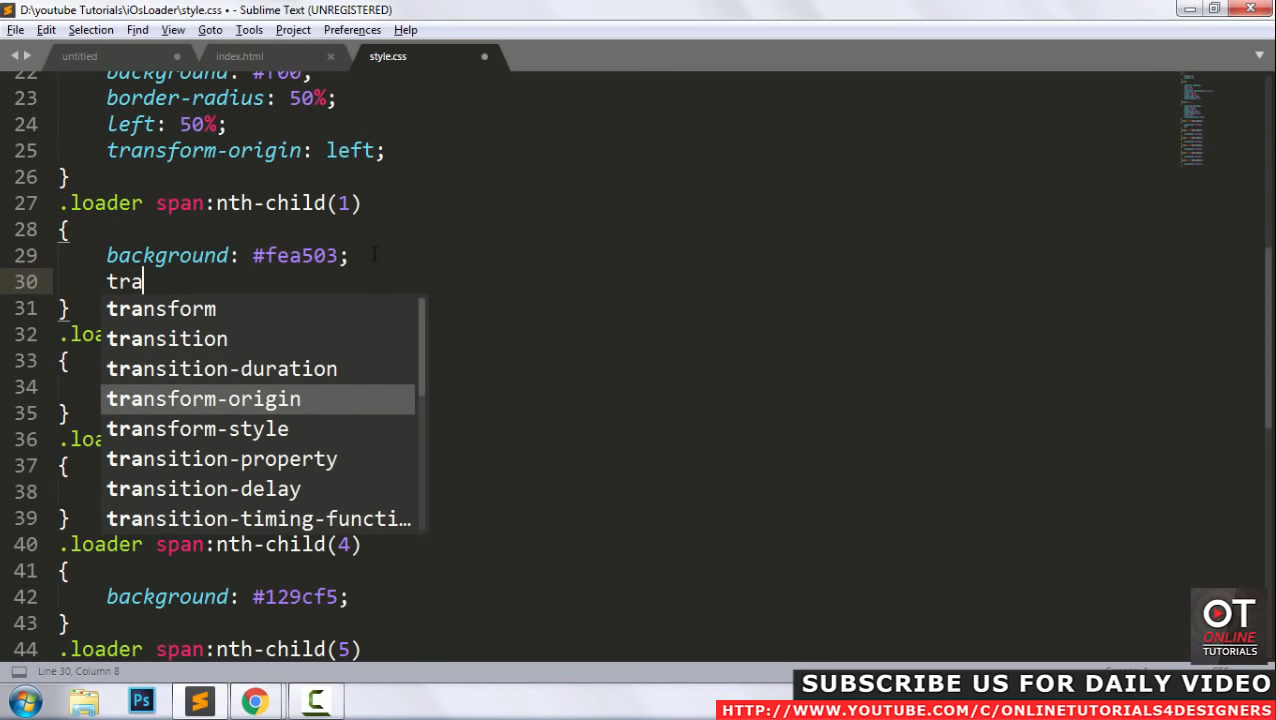 D:\youtube Tutorials\iOsLoader\style.css • - Sublime Text (UNREGISTERED)
File Edit Selection Find View Goto Tools Project Preferences Help
untitled index.html style.css
22 background: #f00;
23 border-radius: 50%;
24 left: 50%;
25 transform-origin: left;
26 }
27 .loader span:nth-child(1)
28 {
29 background: #fea503;
30 tra
31 }
transform
32 .loa
transition
33 {
transition-duration
34
transform-origin
35 }
transform-style
36 .loa
37 {
transition-property
38
transition-delay
39 }
transition-timing-functi…
40 .loader span:nth-child(4)
41 {
42 background: #129cf5;
43 }
44 .loader span:nth-child(5)
OT
ONLINE
TUTORIALS
Line 30, Column 8
SUBSCRIBE US FOR DAILY VIDEO
HTTP://WWW.YOUTUBE.COM/C/ONLINETUTORIALS4DESIGNERS
Ps